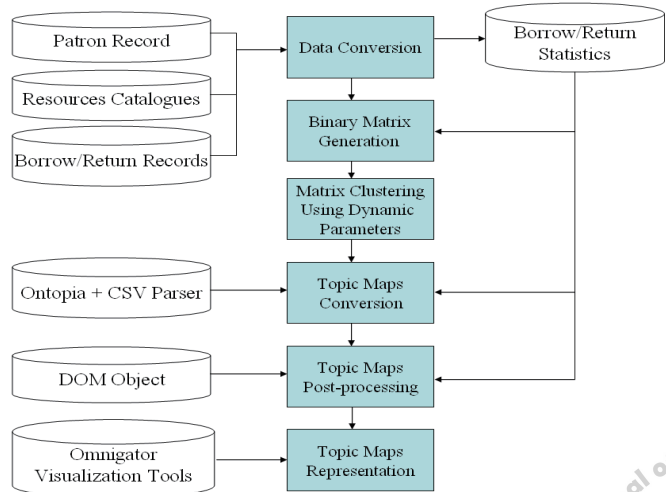 Patron Record
Data Conversion
Borrow/Return
Statistics
Resources Catalogues
Binary Matrix
Generation
Borrow/Return Records
Matrix Clustering
Using Dynamic
Parameters
Ontopia + CSV Parser
Topic Maps
Conversion
DOM Object
Topic Maps
Post-processing
Omnigator
Visualization Tools
Topic Maps
Representation